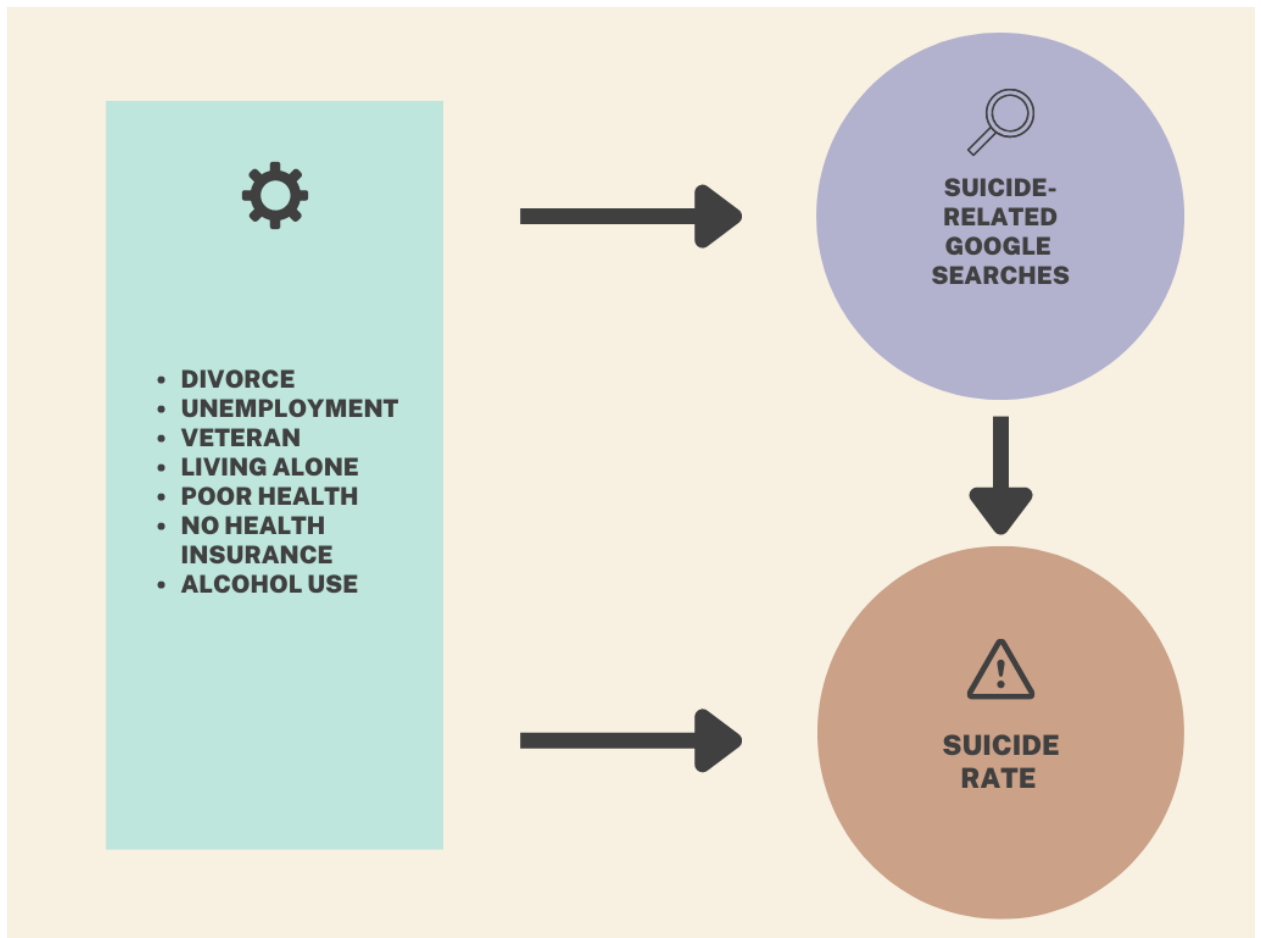 • DIVORCE
• UNEMPLOYMENT
• VETERAN
• LIVING ALONE
• POOR HEALTH
• NO HEALTH
INSURANCE
• ALCOHOL USE
SUICIDE-
RELATED
GOOGLE
SEARCHES
SUICIDE
RATE